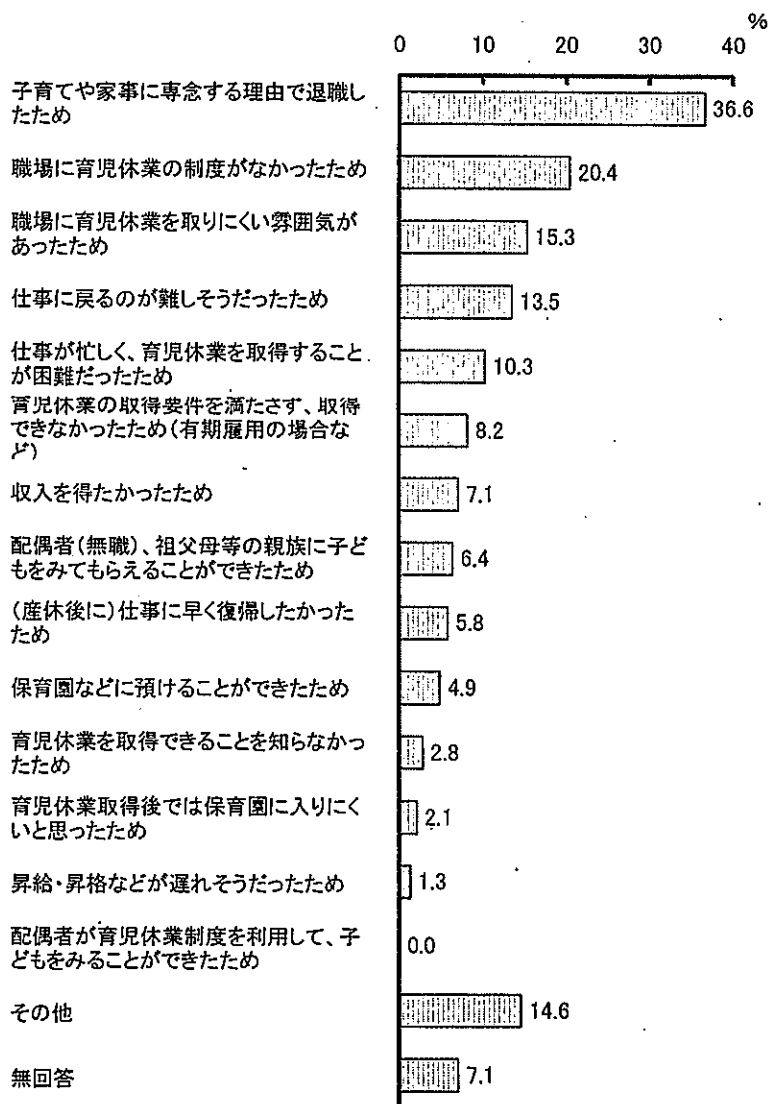 %
0 10 20 30 40
子育てや家事に専念する理由で退職し
たため
36.6
職場に育児休業の制度がなかったため
20.4
職場に育児休業を取りにくい雰囲気が
あったため
15.3
仕事に戻るのが難しそうだったため
13.5
仕事が忙しく、育児休業を取得すること
が困難だったため
10.3
育児休業の取得要件を満たさず、取得
できなかったため(有期雇用の場合な
ど)
8.2
収入を得たかったため
7.1
配偶者(無職)、祖父母等の親族に子ど
もをみてもらえることができたため
6.4
(産休後に)仕事に早く復帰したかった
ため
5.8
保育園などに預けることができたため
4.9
育児休業を取得できることを知らなかっ
たため
2.8
育児休業取得後では保育園に入りにく
いと思ったため
2.1
昇給・昇格などが遅れそうだったため
1.3
配偶者が育児休業制度を利用して、子
どもをみることができたため
0.0
その他
14.6
無回答
7.1